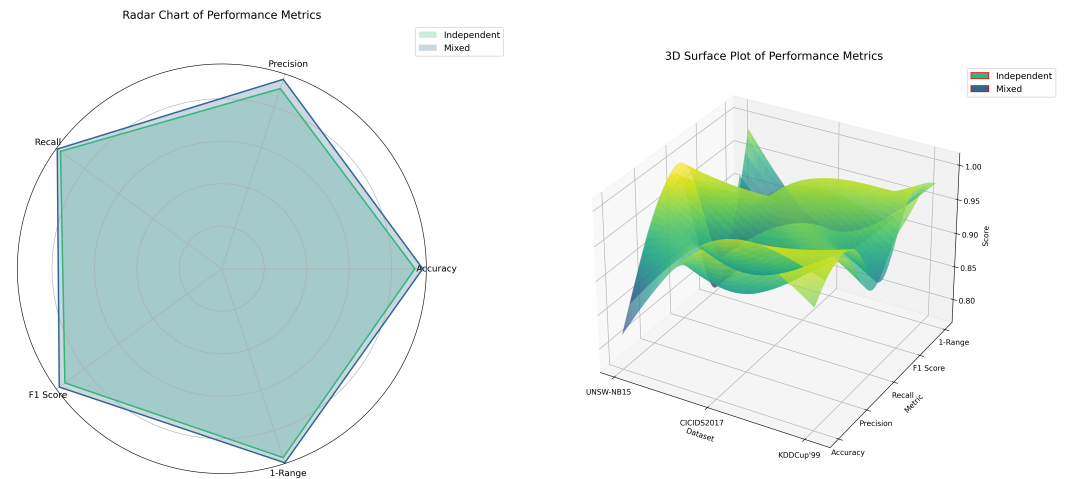 Radar Chart of Performance Metrics
Independent
Mixed
Precision
Recall
Accuracy
F1 Score
1-Range
3D Surface Plot of Performance Metrics
Independent
Mixed
1.00
0.95
0.90
0.85
0.80
Score
1-Range
F1 Score
Recall
Metric
Precision
Accuracy
UNSW-NB15
CICIDS2017
Dataset
KDDCup'99